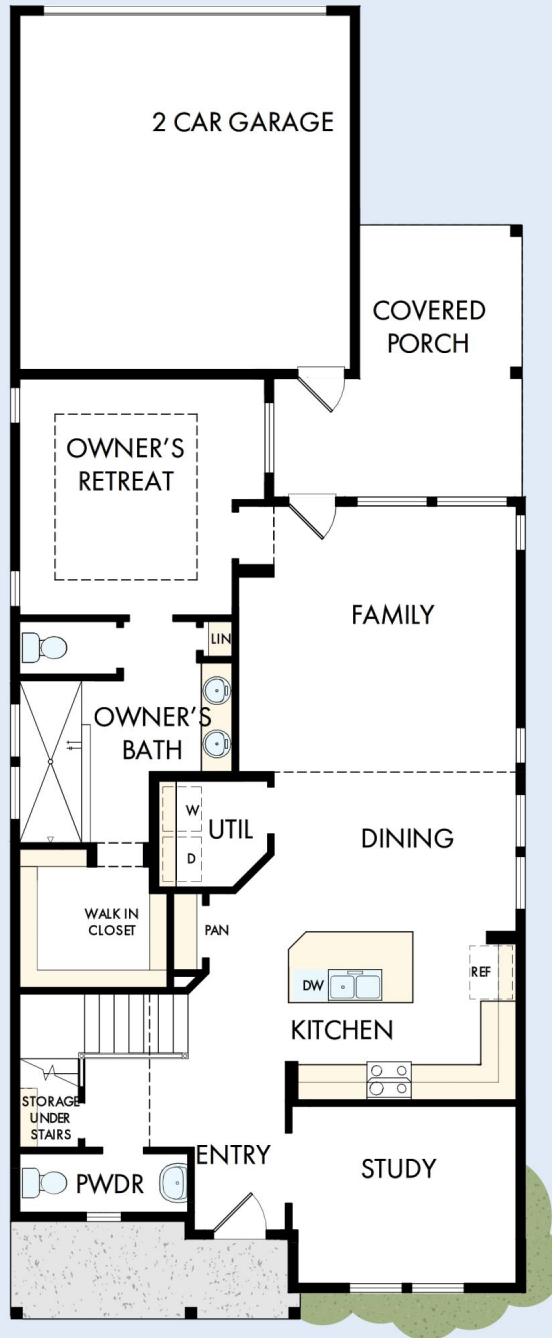 2 CAR GARAGE
COVERED
PORCH
OWNER'S
RETREAT
FAMILY
LIN
OWNER'S
BATH
W
UTIL
D
DINING
WALK IN
CLOSET
PAN
REF
DW
KITCHEN
STORAGE
UNDER
STAIRS
ENTRY
STUDY
PWDR